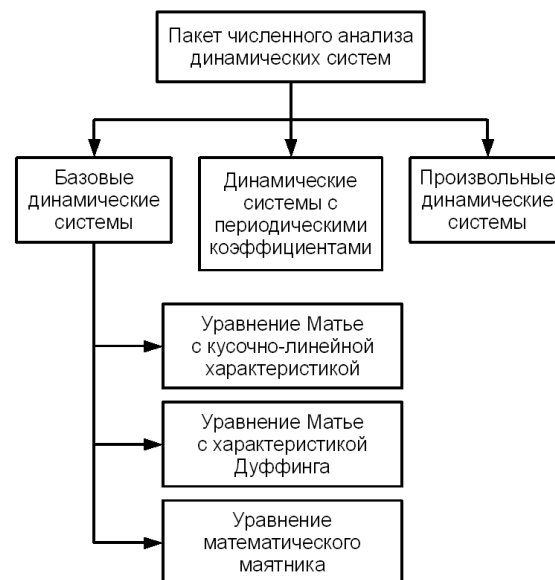 Пакет численного анализа
динамических систем
Базовые
динамические
системы
Динамические
системы с
периодическими
коэффициентами
Произвольные
динамические
системы
Уравнение Матье
с кусочно-линейной
характеристикой
Уравнение Матье
с характеристикой
Дуффинга
Уравнение
математического
маятника